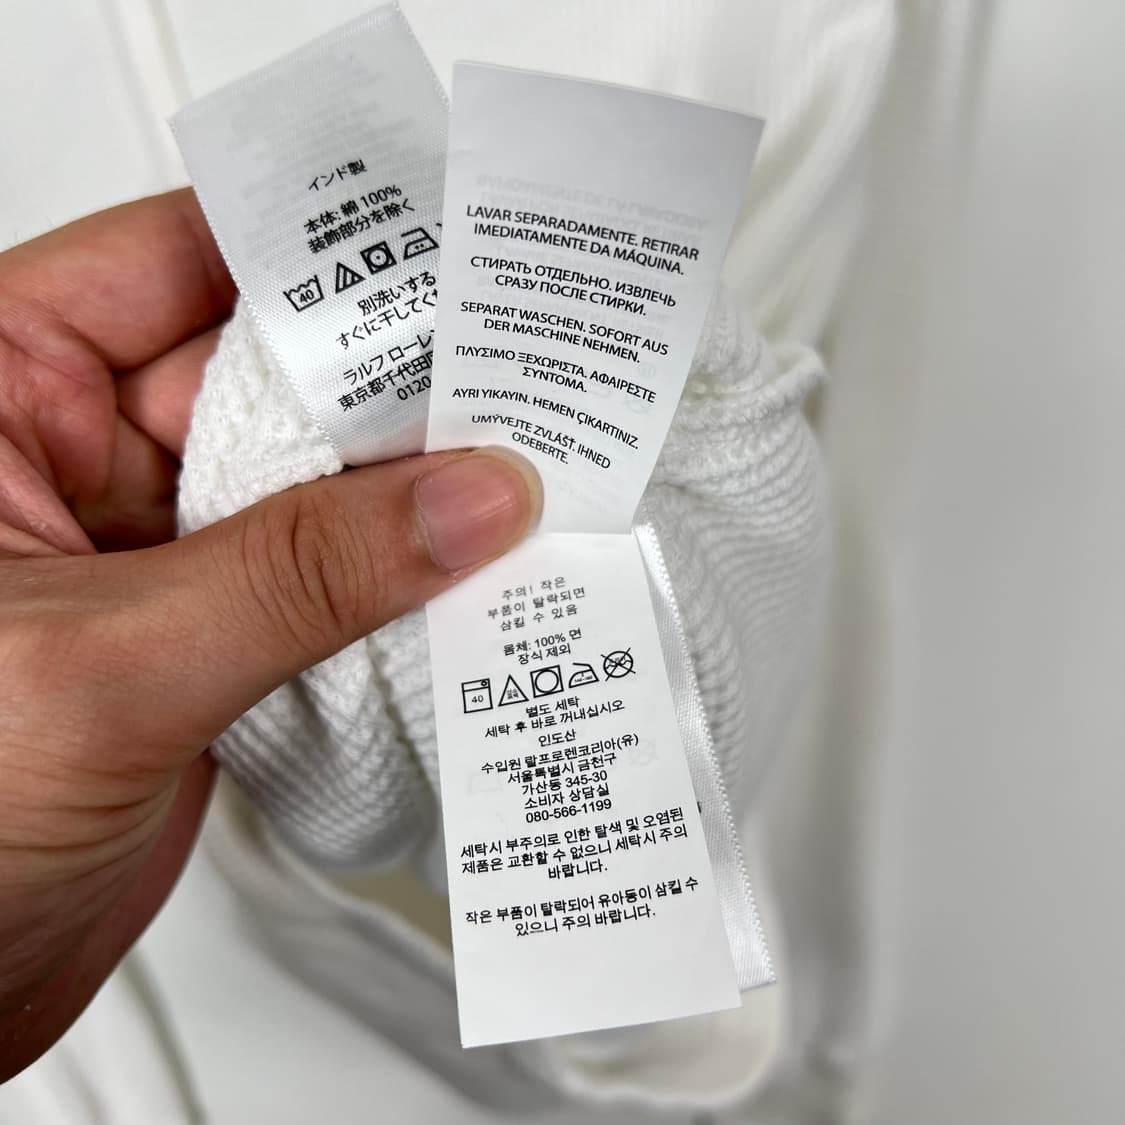 インド製
本体: 綿 100%
装飾部分を除く
40
別洗いする
すぐに干してくだ
ラルフ ローレン
東京都千代田区
0120
LAVAR SEPARADAMENTE. RETIRAR
IMEDIATAMENTE DA MÁQUINA.
СТИРАТЬ ОТДЕЛЬНО. ИЗВЛЕЧЬ
СРАЗУ ПОСЛЕ СТИРКИ.
SEPARAT WASCHEN. SOFORT AUS
DER MASCHINE NEHMEN.
ΠΛΥΣΙΜΟ ΞΕΧΩΡΙΣΤΑ. ΑΦΑΙΡΕΣΤΕ
ΣΥΝΤΟΜΑ.
AYRI YIKAYIN. HEMEN ÇIKARTINIZ.
UMÝVEJTE ZVLÁŠŤ. IHNED
ODEBERTE.
주의! 작은
부품이 탈락되면
삼킬 수 있음
몸체: 100% 면
장식 제외
40
별도 세탁
세탁 후 바로 꺼내십시오
인도산
수입원 랄프로렌코리아(유)
서울특별시 금천구
가산동 345-30
소비자 상담실
080-566-1199
세탁시 부주의로 인한 탈색 및 오염된
제품은 교환할 수 없으니 세탁시 주의
바랍니다.
작은 부품이 탈락되어 유아등이 삼킬 수
있으니 주의 바랍니다.